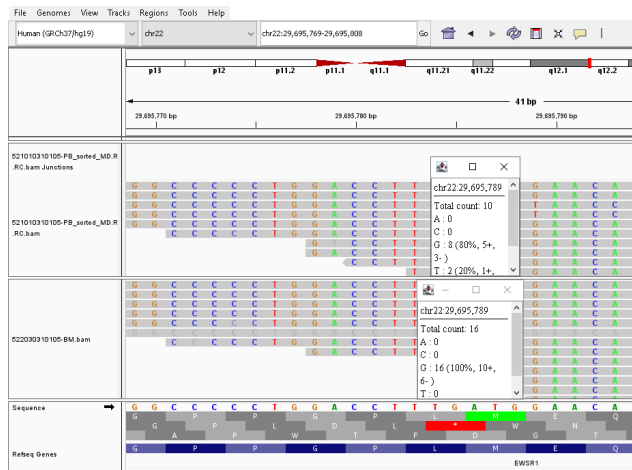 File Genomes View Tracks Regions Tools Help
Human (GRCh37/hg19) chr22 chr22:29,695,769-29,695,808 Go
p13 p12 p11.2 p11.1 q11.1 q11.21 q11.22 q12.1 q12.2
41 bp
29,695,770 bp 29,695,780 bp 29,695,790 bp
521010310105-PB_sorted_MD.R
.RC.bam Junctions
521010310105-PB_sorted_MD.R
.RC.bam
G G C C C C C T G G A C C T T G A A C A
G G C C C C C T G G A C C T T G A A C A
G G C C C C C T G G A C C T T T A A C C
G G C C C C C T G G A C C T T T A A C C
G G C C C C C T G G A C C T T G A A C A
C C C C C T G G A C C T T G A A C A
G C C T T G A A C A
G A C C T T G A A C A
C C T T G A A C A
T G A A C A
chr22:29,695,789
Total count: 10
A : 0
C : 0
G : 8 (80%, 5+,
3- )
T : 2 (20%, 1+,
522030310105-BM.bam
G G C C C C C T G G A C C T T G A A C A
G G C C C C C T G G A C C T T G A A C A
G G C C C C C T G G A C C T T G A A C A
G G C C C C C T G G A C C T T G A A C A
G G C C C C C T G G A C C T T G A A C A
C C C C C T G G A C C T T G A A C A
G A C C T T G A A C A
chr22:29,695,789
Total count: 16
A : 0
C : 0
G : 16 (100%, 10+,
6- )
T : 0
Sequence G G C C C C C T G G A C C T T T G A T G G A A C A
G P P G P L M E Q
G P L D L * W N
A P W T F D G T
Refseq Genes G P P G P L M E Q
EWSR1